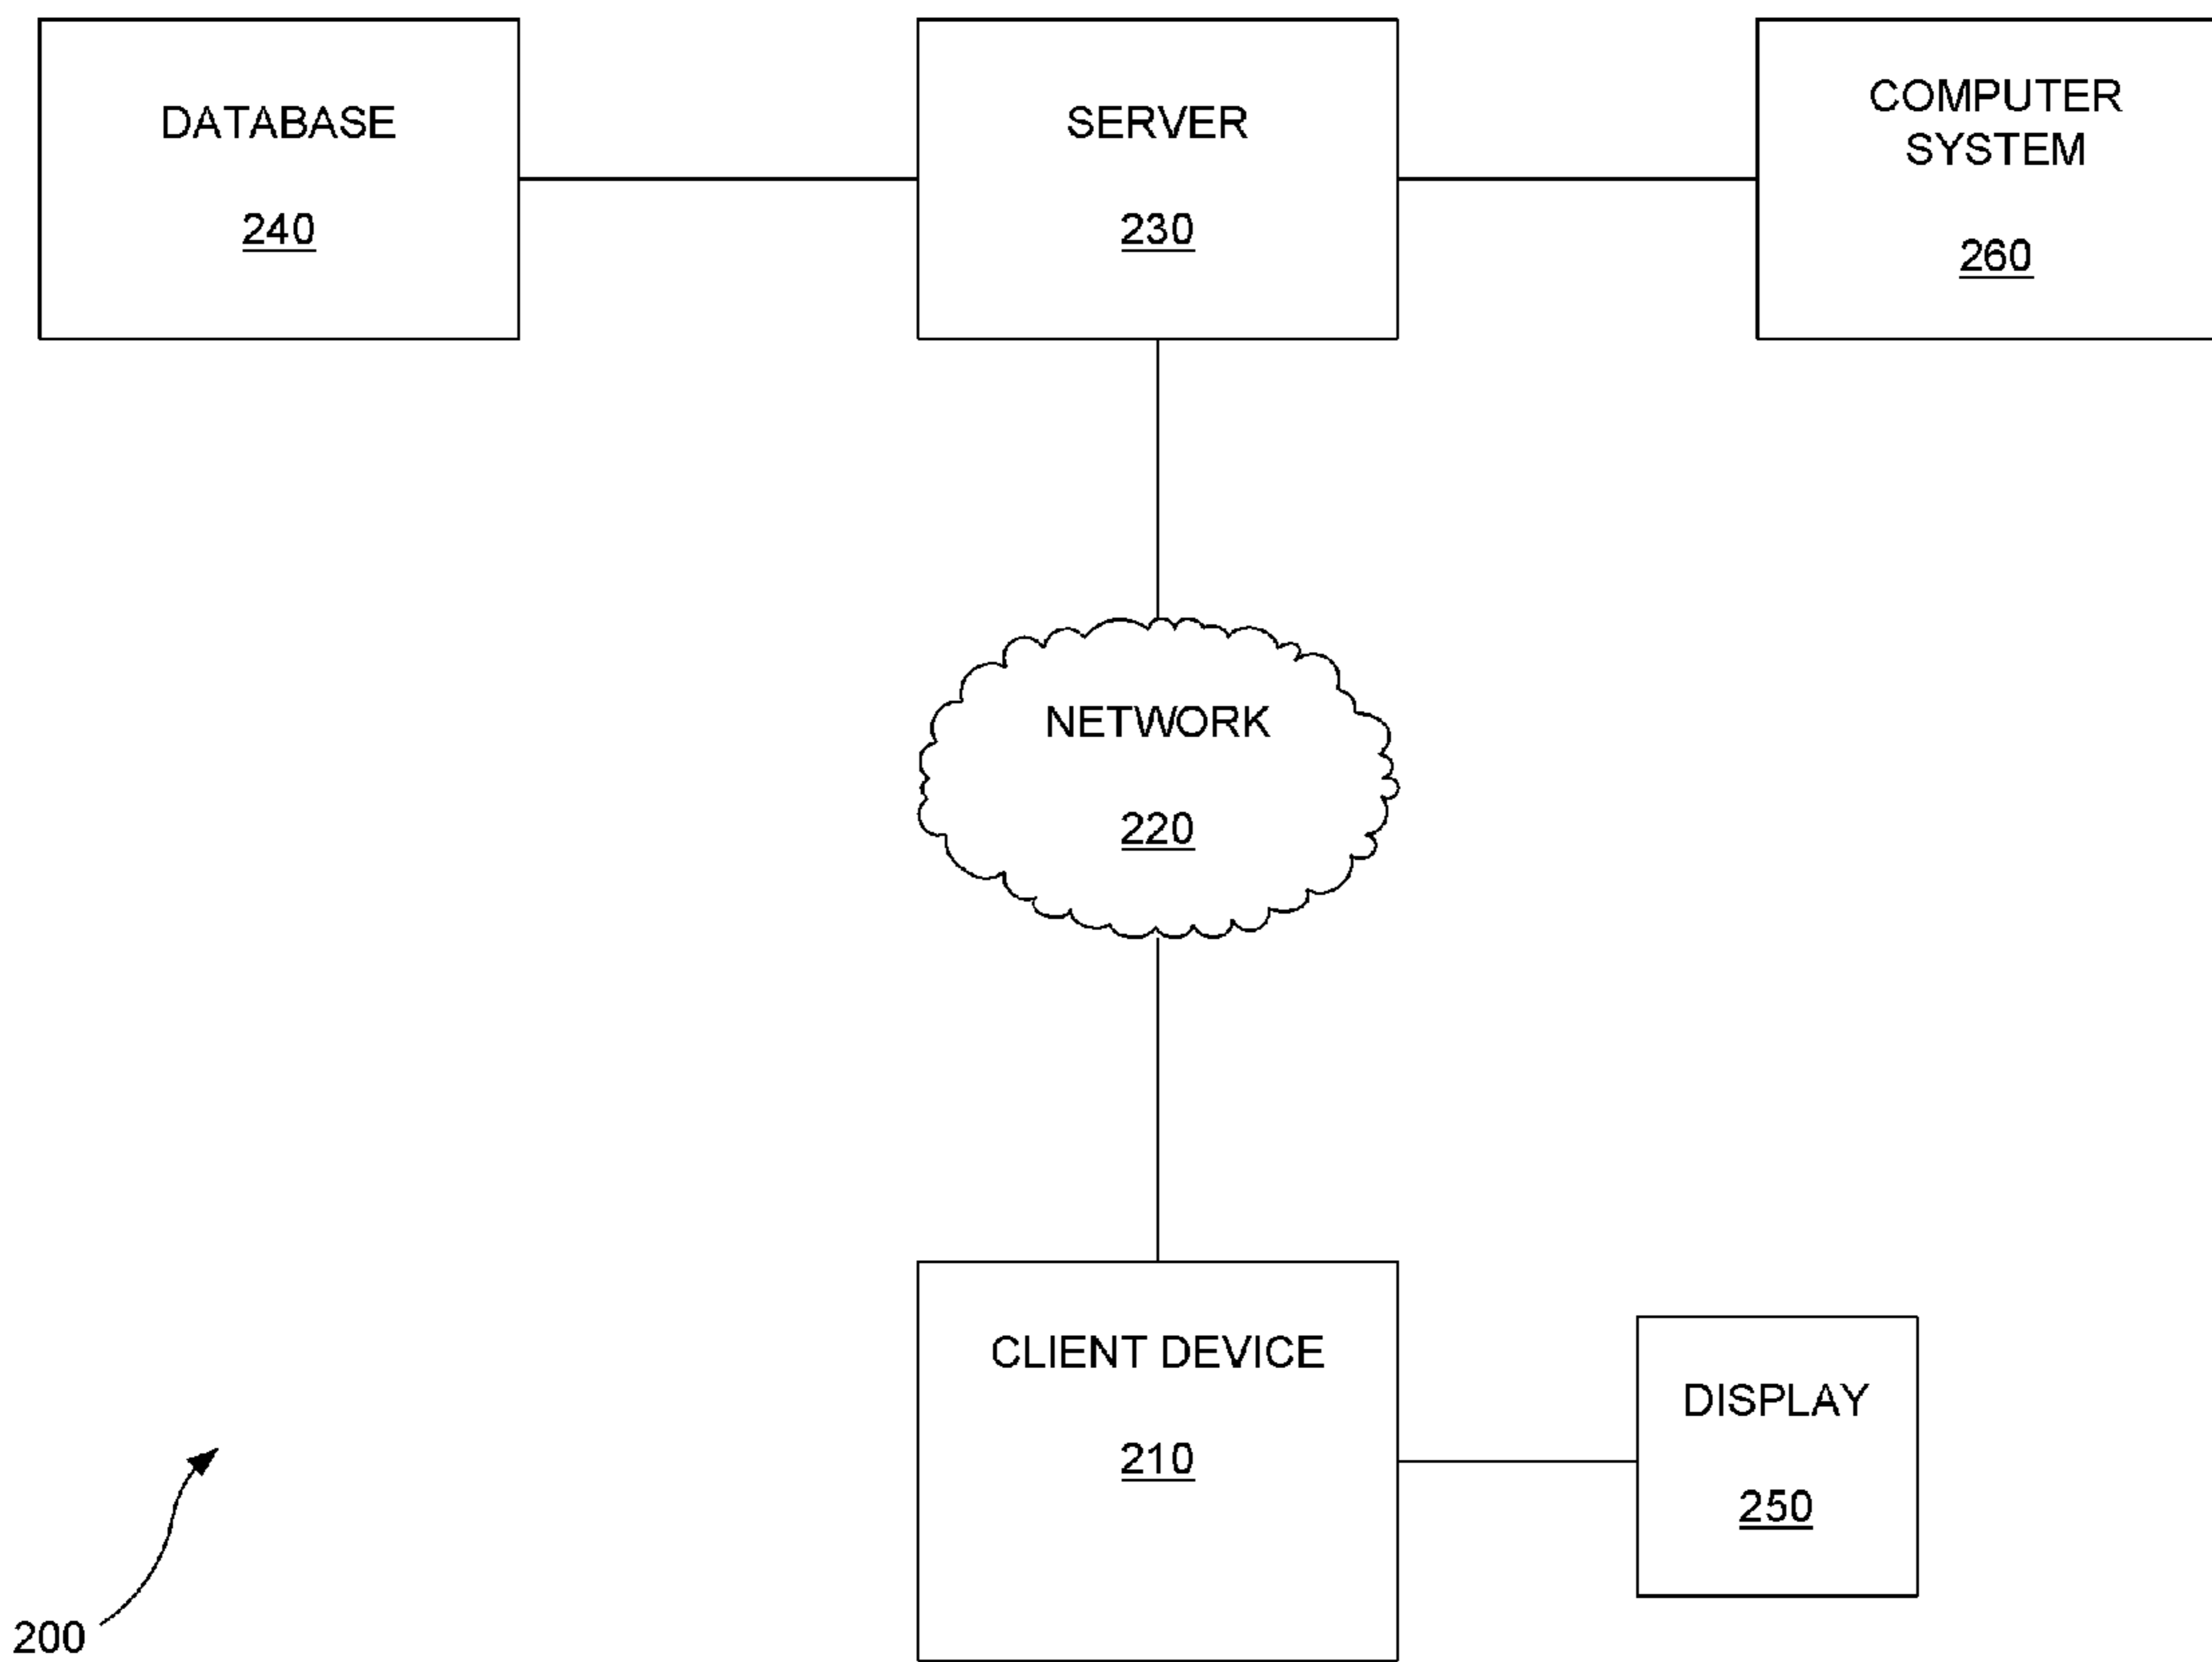 DATABASE
240
SERVER
230
COMPUTER
SYSTEM
260
NETWORK
220
CLIENT DEVICE
210
DISPLAY
250
200